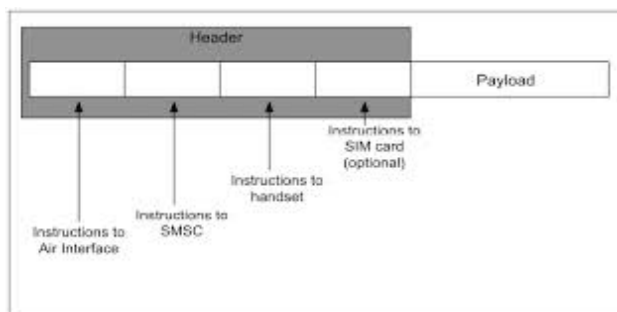 Header
Payload
Instructions to
SIM card
(optional)
Instructions to
handset
Instructions to
SMSC
Instructions to
Air Interface